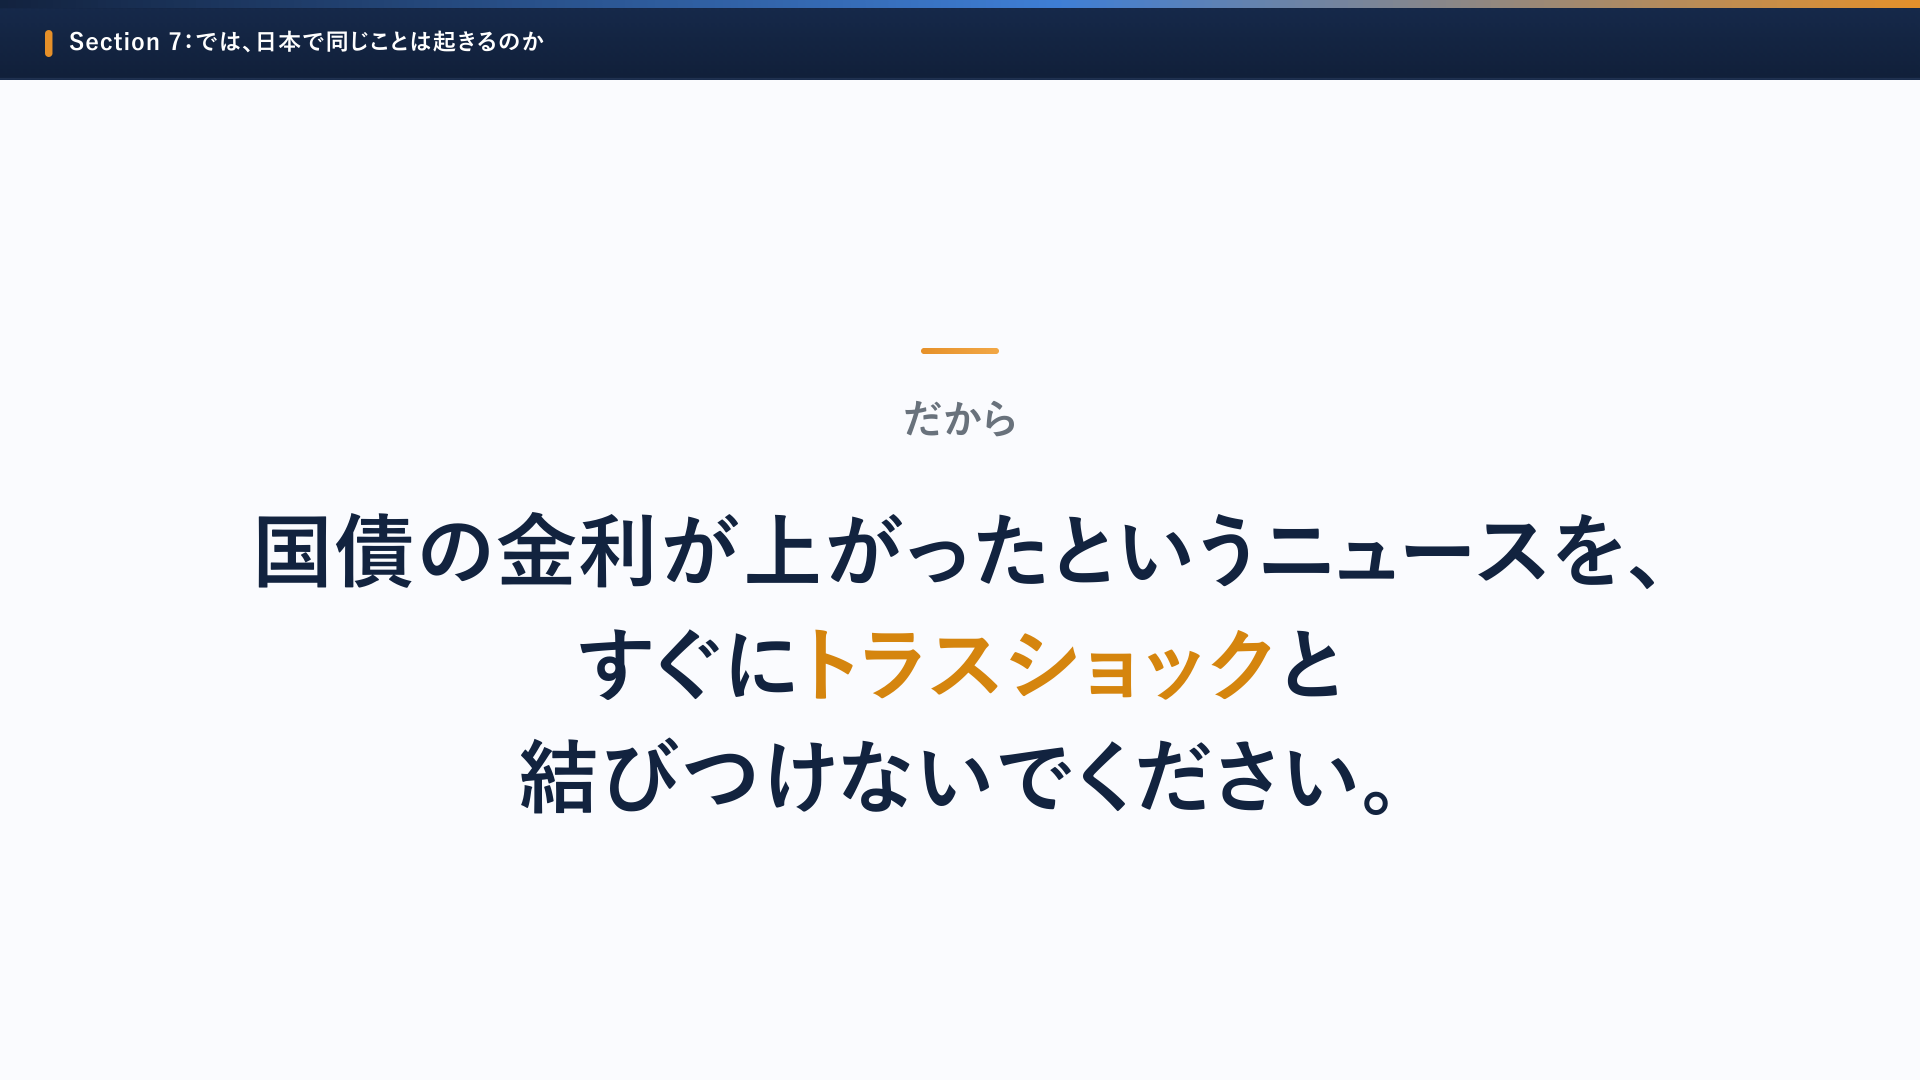 Section 7：では、日本で同じことは起きるのか
だから
国債の金利が上がったというニュースを、
すぐにトラスショックと
結びつけないでください。